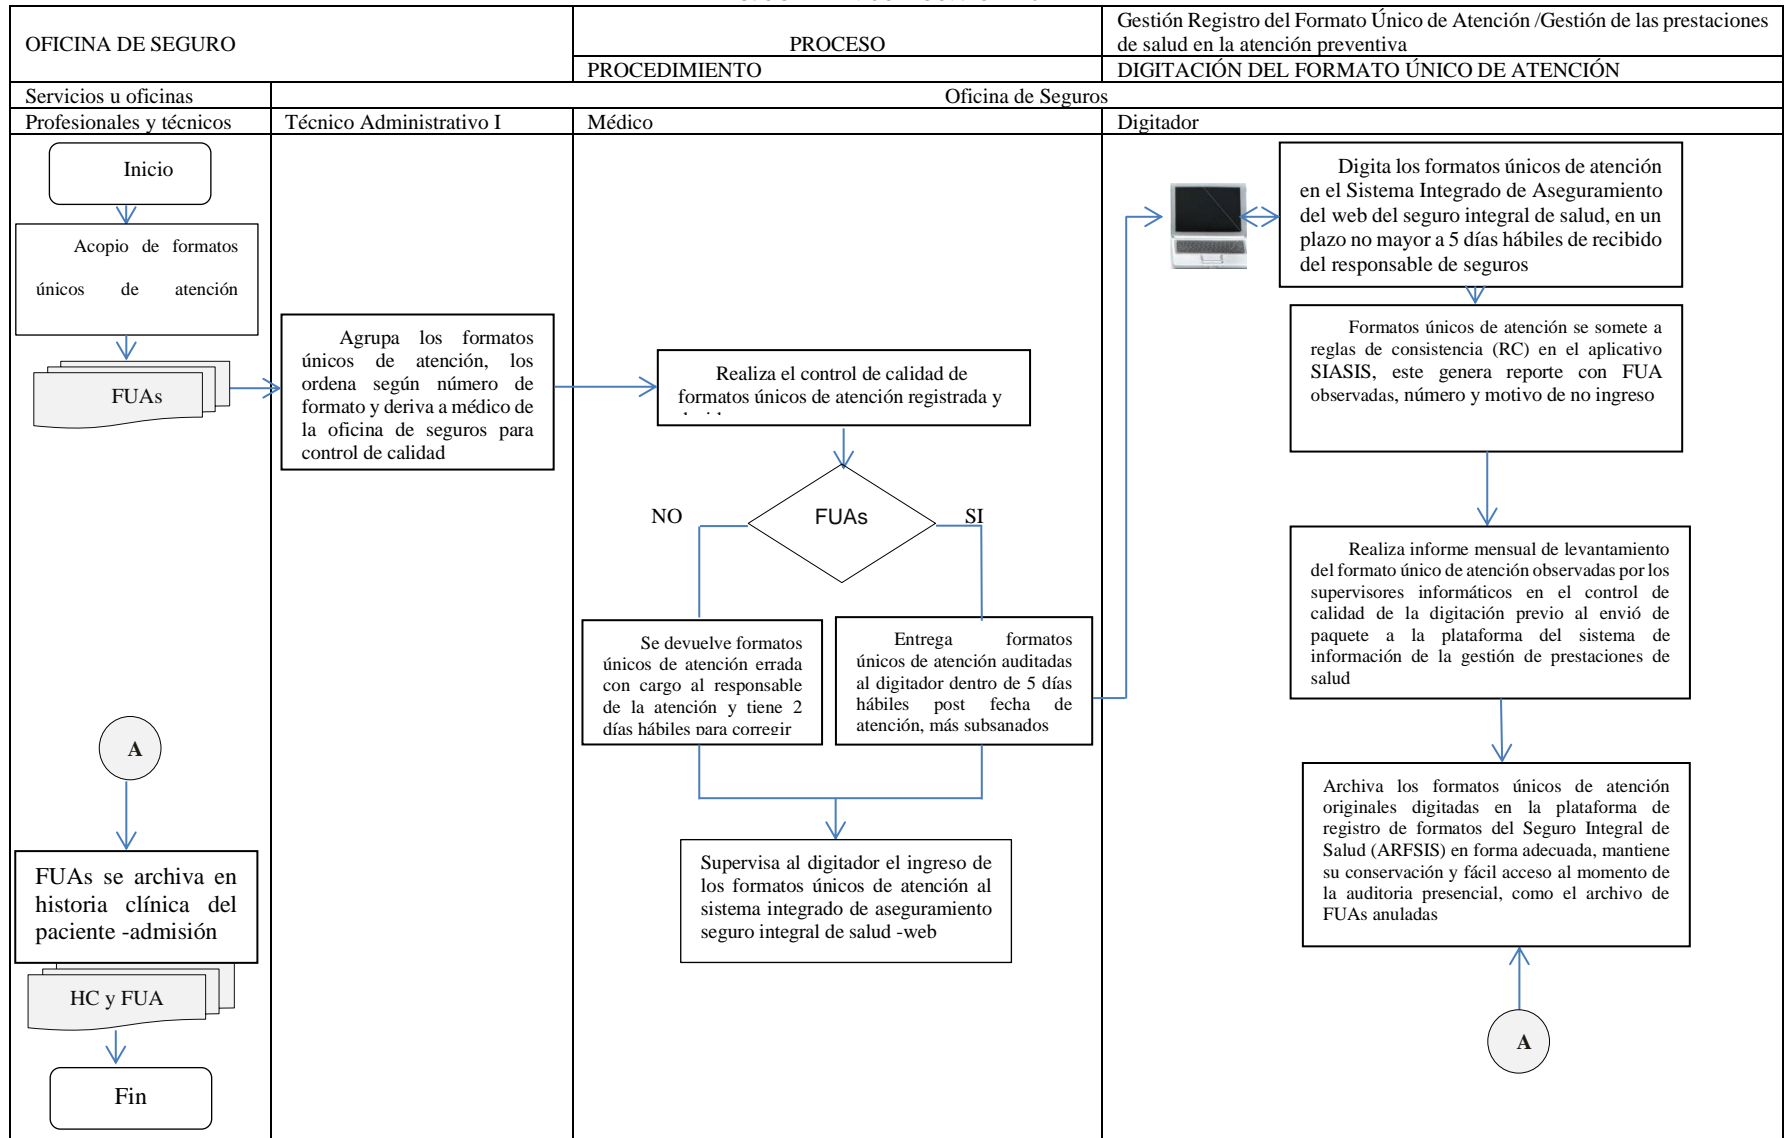 OFICINA DE SEGURO
PROCESO
Gestión Registro del Formato Único de Atención /Gestión de las prestaciones
de salud en la atención preventiva
PROCEDIMIENTO
DIGITACIÓN DEL FORMATO ÚNICO DE ATENCIÓN
Servicios u oficinas
Oficina de Seguros
Profesionales y técnicos
Técnico Administrativo I
Médico
Digitador
Inicio
Acopio de formatos
únicos de atención
FUAs
A
FUAs se archiva en
historia clínica del
paciente -admisión
HC y FUA
Fin
Agrupa los formatos
únicos de atención, los
ordena según número de
formato y deriva a médico de
la oficina de seguros para
control de calidad
Realiza el control de calidad de
formatos únicos de atención registrada y
FUAs
NO
SI
Se devuelve formatos
únicos de atención errada
con cargo al responsable
de la atención y tiene 2
días hábiles para corregir
Entrega formatos
únicos de atención auditadas
al digitador dentro de 5 días
hábiles post fecha de
atención, más subsanados
Supervisa al digitador el ingreso de
los formatos únicos de atención al
sistema integrado de aseguramiento
seguro integral de salud -web
Digita los formatos únicos de atención
en el Sistema Integrado de Aseguramiento
del web del seguro integral de salud, en un
plazo no mayor a 5 días hábiles de recibido
del responsable de seguros
Formatos únicos de atención se somete a
reglas de consistencia (RC) en el aplicativo
SIASIS, este genera reporte con FUA
observadas, número y motivo de no ingreso
Realiza informe mensual de levantamiento
del formato único de atención observadas por los
supervisores informáticos en el control de
calidad de la digitación previo al envió de
paquete a la plataforma del sistema de
información de la gestión de prestaciones de
salud
Archiva los formatos únicos de atención
originales digitadas en la plataforma de
registro de formatos del Seguro Integral de
Salud (ARFSIS) en forma adecuada, mantiene
su conservación y fácil acceso al momento de
la auditoria presencial, como el archivo de
FUAs anuladas
A